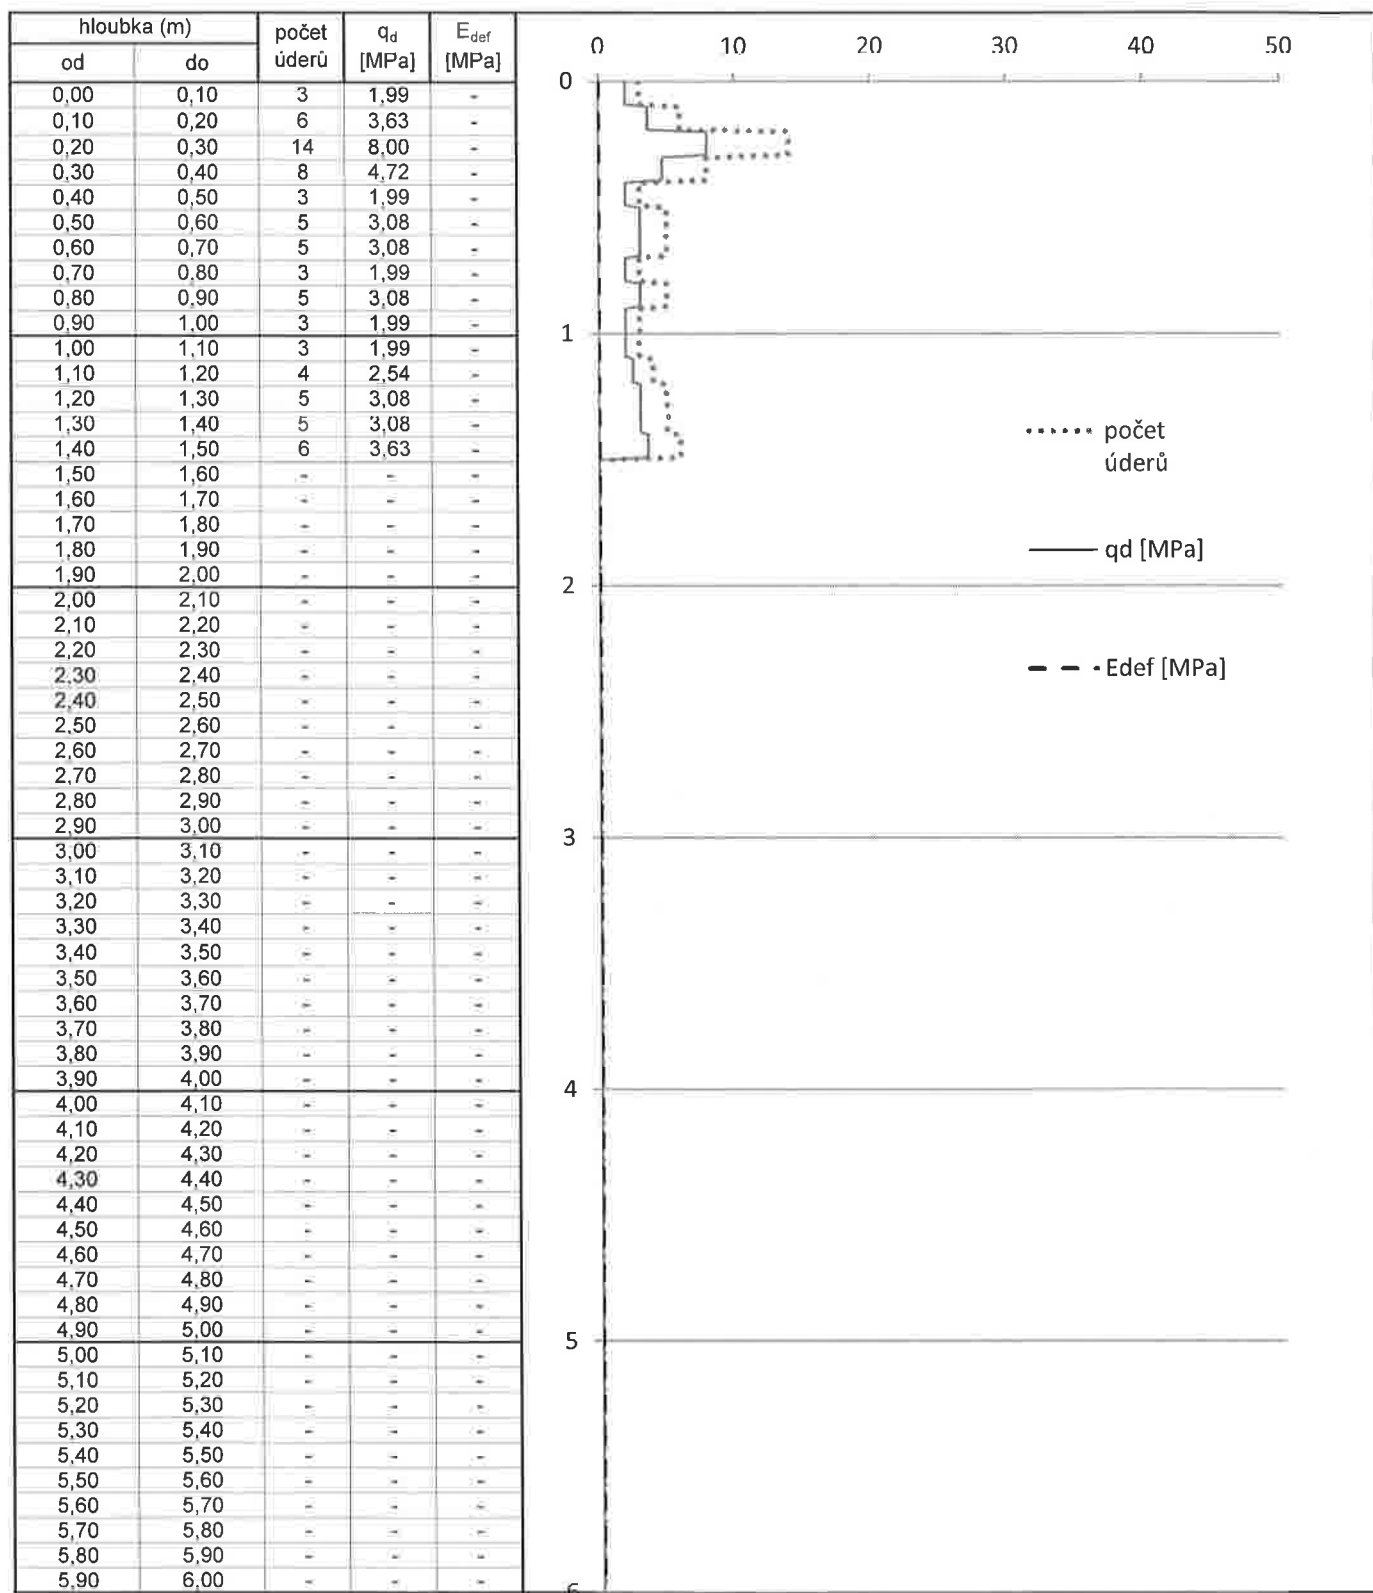 hloubka (m) počet úderů qd [MPa] Edef [MPa]
od do
0,00 0,10 3 1,99 -
0,10 0,20 6 3,63 -
0,20 0,30 14 8,00 -
0,30 0,40 8 4,72 -
0,40 0,50 3 1,99 -
0,50 0,60 5 3,08 -
0,60 0,70 5 3,08 -
0,70 0,80 3 1,99 -
0,80 0,90 5 3,08 -
0,90 1,00 3 1,99 -
1,00 1,10 3 1,99 -
1,10 1,20 4 2,54 -
1,20 1,30 5 3,08 -
1,30 1,40 5 3,08 -
1,40 1,50 6 3,63 -
1,50 1,60 - - -
1,60 1,70 - - -
1,70 1,80 - - -
1,80 1,90 - - -
1,90 2,00 - - -
2,00 2,10 - - -
2,10 2,20 - - -
2,20 2,30 - - -
2,30 2,40 - - -
2,40 2,50 - - -
2,50 2,60 - - -
2,60 2,70 - - -
2,70 2,80 - - -
2,80 2,90 - - -
2,90 3,00 - - -
3,00 3,10 - - -
3,10 3,20 - - -
3,20 3,30 - - -
3,30 3,40 - - -
3,40 3,50 - - -
3,50 3,60 - - -
3,60 3,70 - - -
3,70 3,80 - - -
3,80 3,90 - - -
3,90 4,00 - - -
4,00 4,10 - - -
4,10 4,20 - - -
4,20 4,30 - - -
4,30 4,40 - - -
4,40 4,50 - - -
4,50 4,60 - - -
4,60 4,70 - - -
4,70 4,80 - - -
4,80 4,90 - - -
4,90 5,00 - - -
5,00 5,10 - - -
5,10 5,20 - - -
5,20 5,30 - - -
5,30 5,40 - - -
5,40 5,50 - - -
5,50 5,60 - - -
5,60 5,70 - - -
5,70 5,80 - - -
5,80 5,90 - - -
5,90 6,00 - - -
0 10 20 30 40 50
0
1
2
3
4
5
6
počet
úderů
qd [MPa]
Edef [MPa]